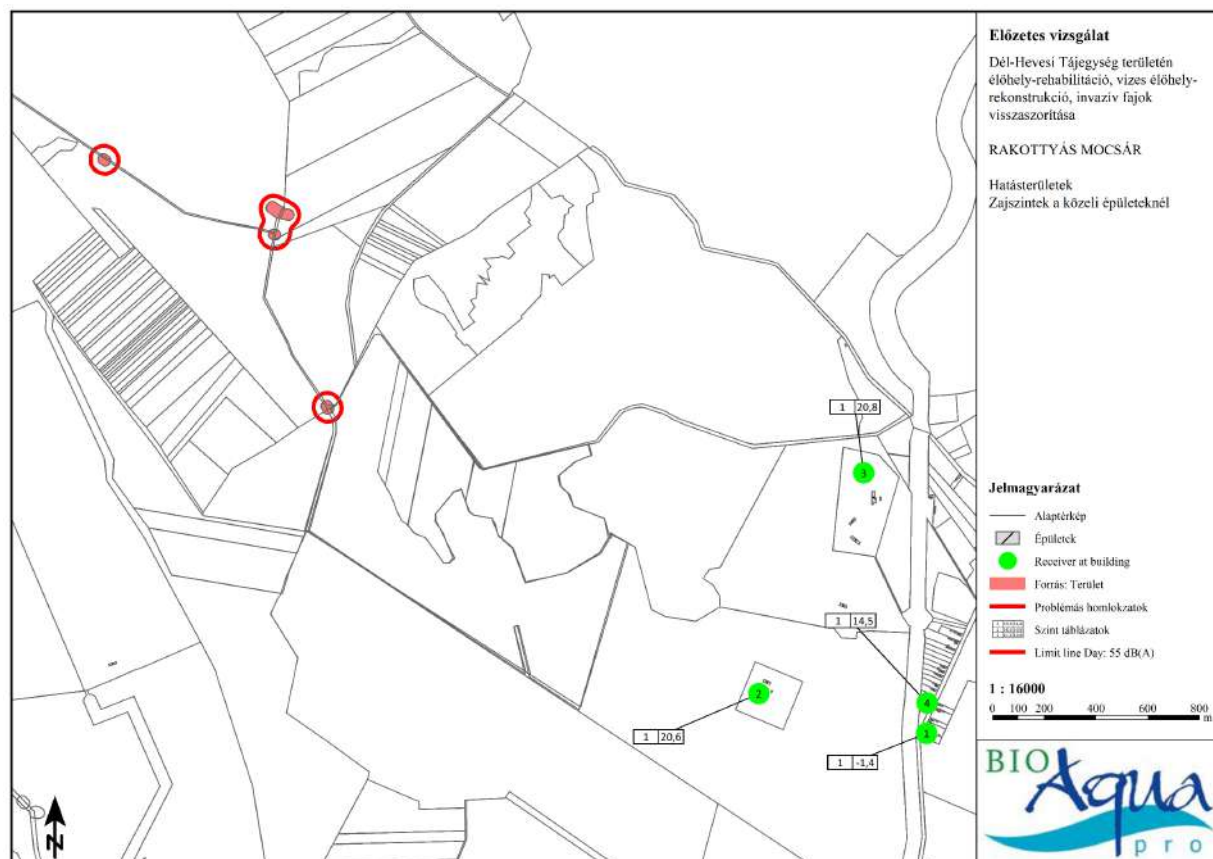 Előzetes vizsgálat
Dél-Hevesi Tájegység területén
élőhely-rehabilitáció, vizes élőhely-
rekonstrukció, invazív fajok
visszaszorítása
RAKOTTYÁS MOCSÁR
Hatásterületek
Zajszintek a közeli épületeknél
1 20,8
3
1 14,5
2
4
1 20,6
1
1 -1,4
N
Jelmagyarázat
Alaptérkép
Épületek
Receiver at building
Forrás: Terület
Problémás homlokzatok
Szint táblázatok
Limit line Day: 55 dB(A)
1 : 16000
0 100 200 400 600 800
m
BIO
Aqua
pro